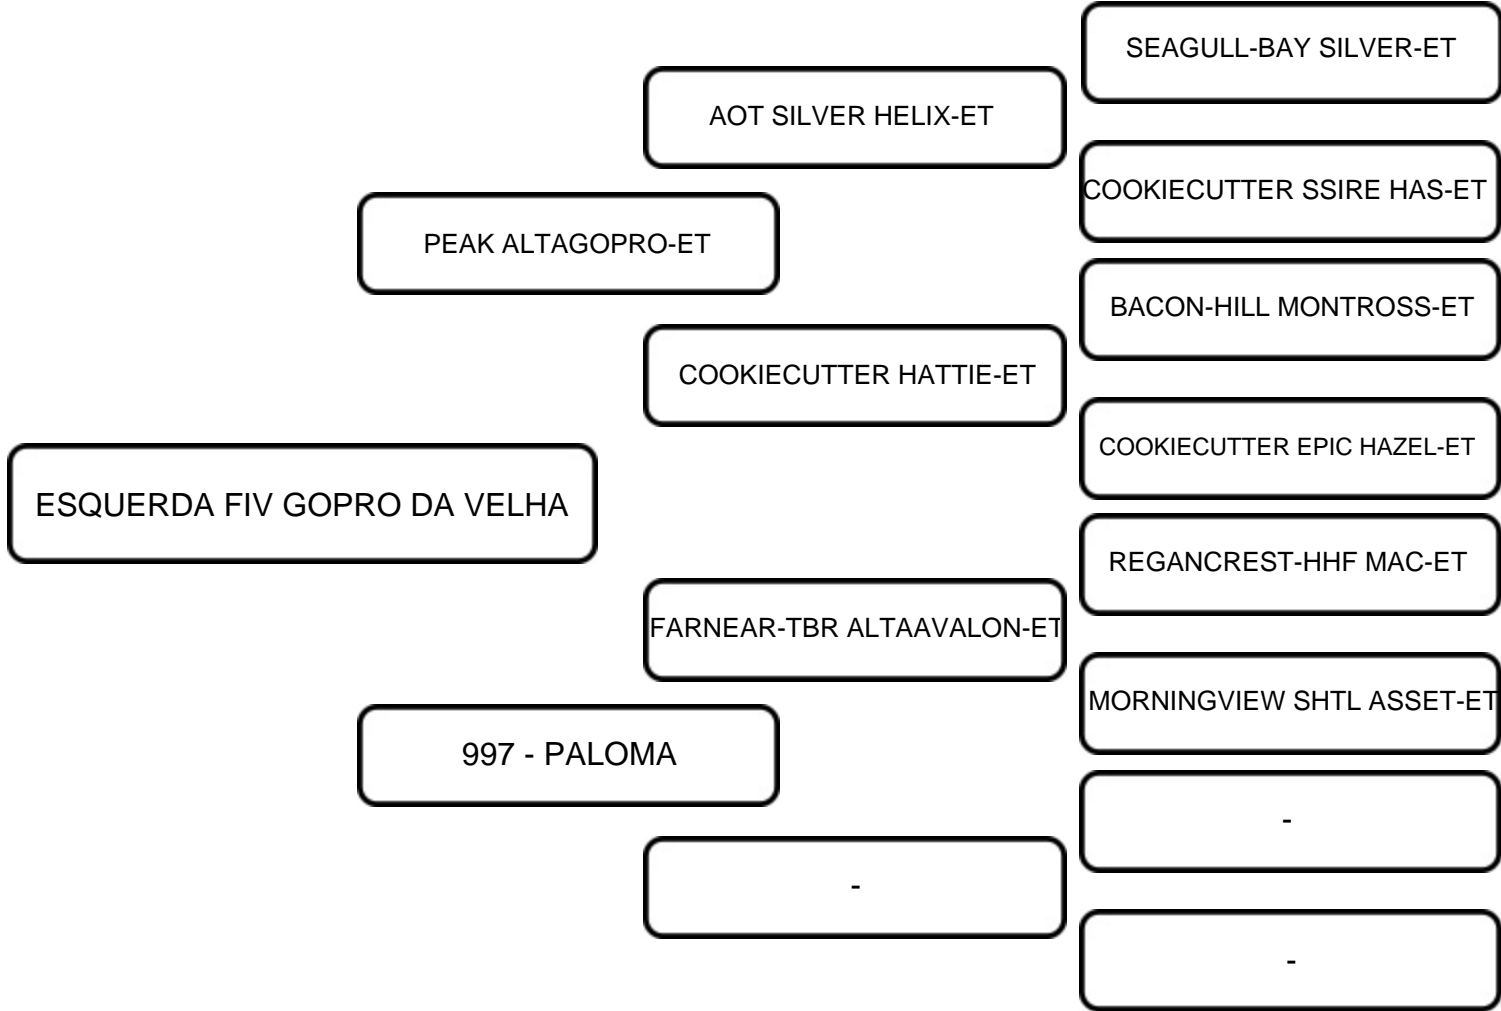 SEAGULL-BAY SILVER-ET
AOT SILVER HELIX-ET
COOKIECUTTER SSIRE HAS-ET
PEAK ALTAGOPRO-ET
BACON-HILL MONTROSS-ET
COOKIECUTTER HATTIE-ET
COOKIECUTTER EPIC HAZEL-ET
ESQUERDA FIV GOPRO DA VELHA
REGANCREST-HHF MAC-ET
FARNEAR-TBR ALTAAVALON-ET
MORNINGVIEW SHTL ASSET-ET
997 - PALOMA
-
-
-